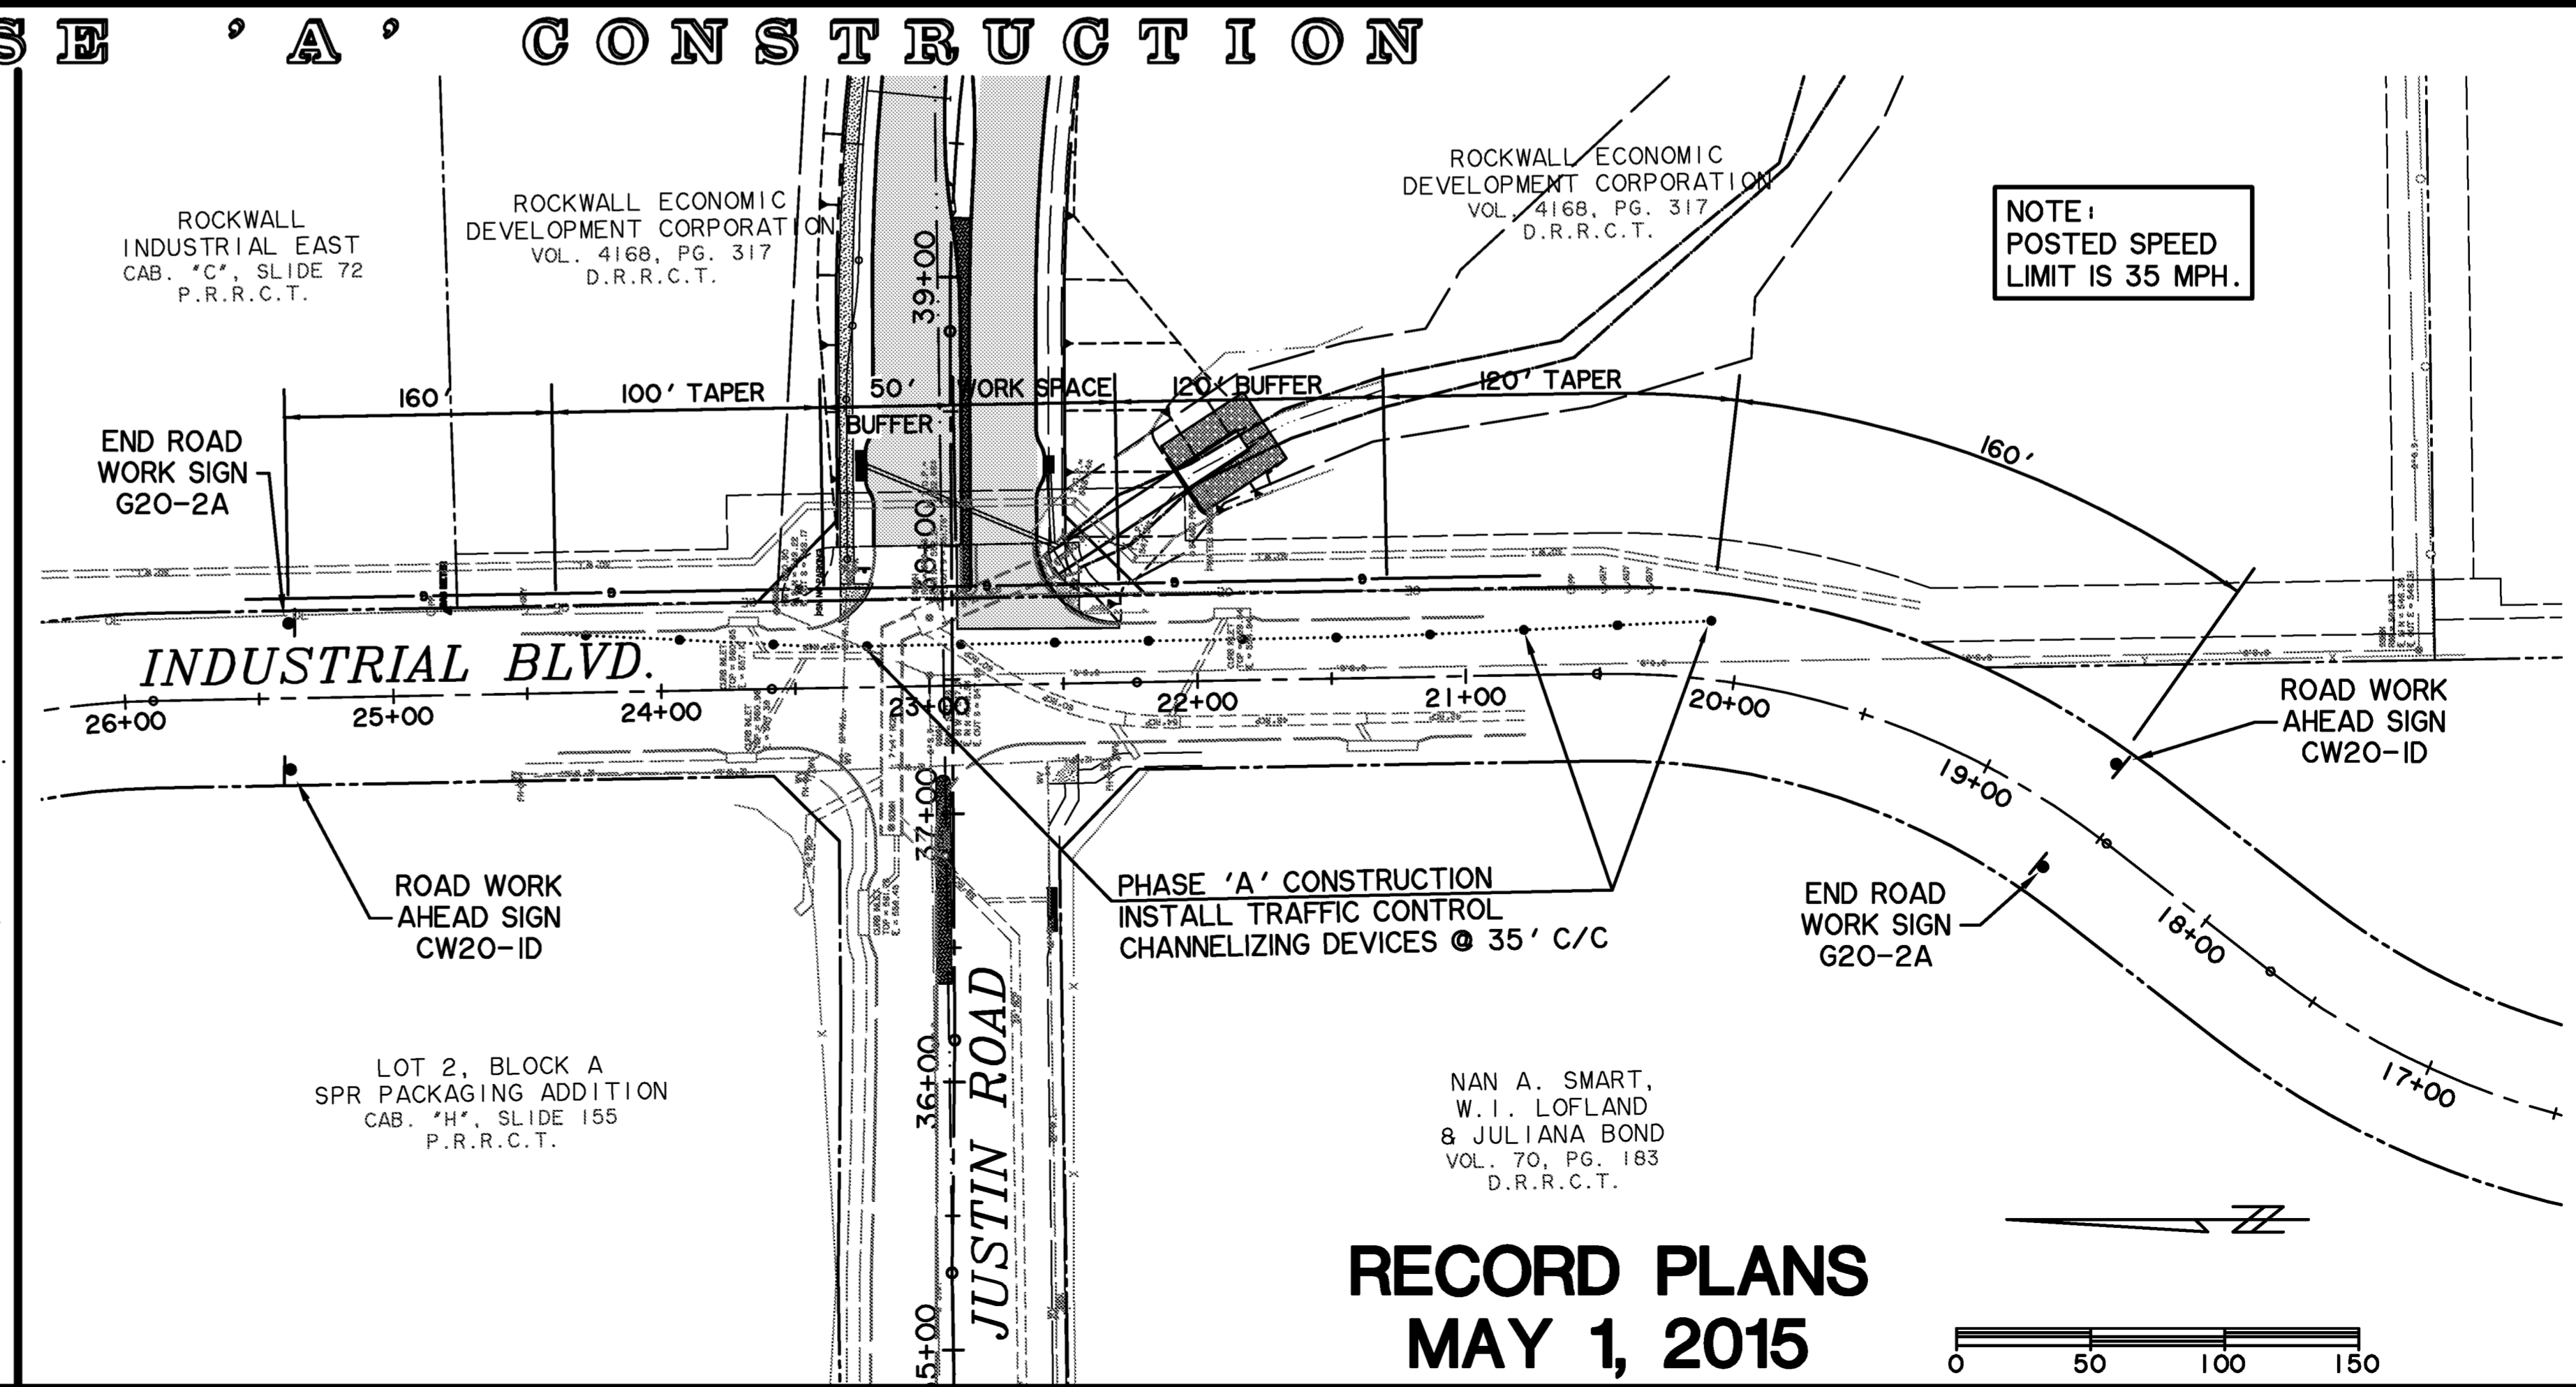 SE 'A' CONSTRUCTION
ROCKWALL
INDUSTRIAL EAST
CAB. "C", SLIDE 72
P.R.R.C.T.
ROCKWALL ECONOMIC
DEVELOPMENT CORPORATION
VOL. 4168, PG. 317
D.R.R.C.T.
39+00
ROCKWALL ECONOMIC
DEVELOPMENT CORPORATION
VOL. 4168, PG. 317
D.R.R.C.T.
NOTE:
POSTED SPEED
LIMIT IS 35 MPH.
160'
100' TAPER
50'
BUFFER
WORK SPACE
120' BUFFER
120' TAPER
160'
END ROAD
WORK SIGN
G20-2A
38+00
INDUSTRIAL BLVD.
26+00
25+00
24+00
23+00
22+00
21+00
20+00
19+00
18+00
17+00
ROAD WORK
AHEAD SIGN
CW20-1D
37+00
ROAD WORK
AHEAD SIGN
CW20-1D
PHASE 'A' CONSTRUCTION
INSTALL TRAFFIC CONTROL
CHANNELIZING DEVICES @ 35' C/C
END ROAD
WORK SIGN
G20-2A
36+00
JUSTIN ROAD
LOT 2, BLOCK A
SPR PACKAGING ADDITION
CAB. "H", SLIDE 155
P.R.R.C.T.
NAN A. SMART,
W.I. LOFLAND
& JULIANA BOND
VOL. 70, PG. 183
D.R.R.C.T.
5+00
RECORD PLANS
MAY 1, 2015
0 50 100 150